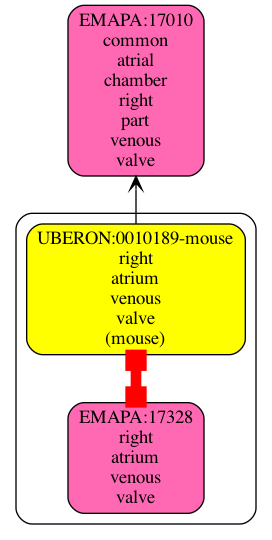 EMAPA:17010
common
atrial
chamber
right
part
venous
valve
UBERON:0010189-mouse
right
atrium
venous
valve
(mouse)
EMAPA:17328
right
atrium
venous
valve